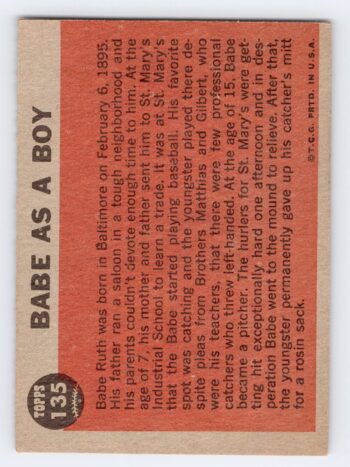 TOPPS
135
BABE AS A BOY
Babe Ruth was born in Baltimore on February 6, 1895.
His father ran a saloon in a tough neighborhood and
his parents couldn't devote enough time to him. At the
age of 7, his mother and father sent him to St. Mary's
Industrial School to learn a trade. It was at St. Mary's
that the Babe started playing baseball. His favorite
spot was catching and the youngster played there de-
spite pleas from Brothers Matthias and Gilbert, who
were his teachers, that there were few professional
catchers who threw left-handed. At the age of 15, Babe
became a pitcher. The hurlers for St. Mary's were get-
ting hit exceptionally hard one afternoon and in des-
peration Babe went to the mound to relieve. After that,
the youngster permanently gave up his catcher's mitt
for a rosin sack.
© T.C.G. PRTD. IN U.S.A.